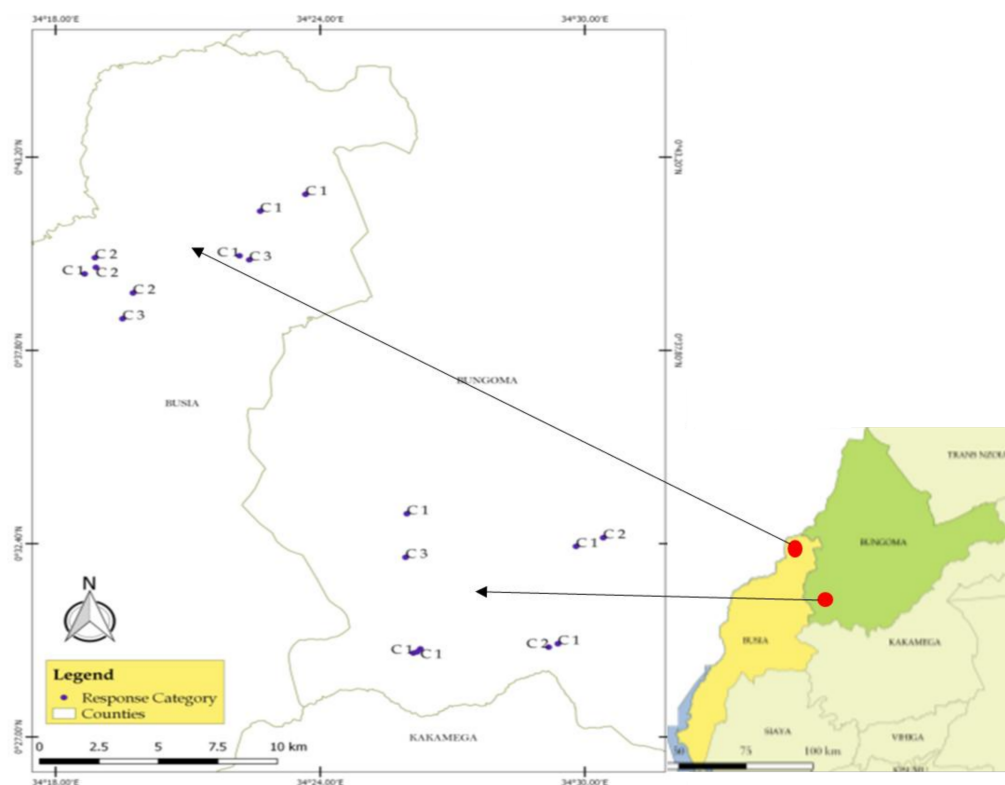 34°18.00'E 34°24.00'E 34°30.00'E
0°43.20'N
0°43.20'N
C 1
C 1
C 2
C 1
C 3
C 1
C 2
C 2
C 3
0°37.80'N
0°37.80'N
BUNGOMA
BUSIA
C 1
C 2
C 1
C 3
0°32.40'N
0°32.40'N
N
C 1
C 1
C 2
C 1
Legend
Response Category
Counties
0 2.5 5 7.5 10 km
KAKAMEGA
0°27.00'N
0°27.00'N
34°18.00'E 34°24.00'E 34°30.00'E
TRANS NZOI
BUNGOMA
BUSIA
KAKAMEGA
SIAYA
VIHIGA
50 75 100 km